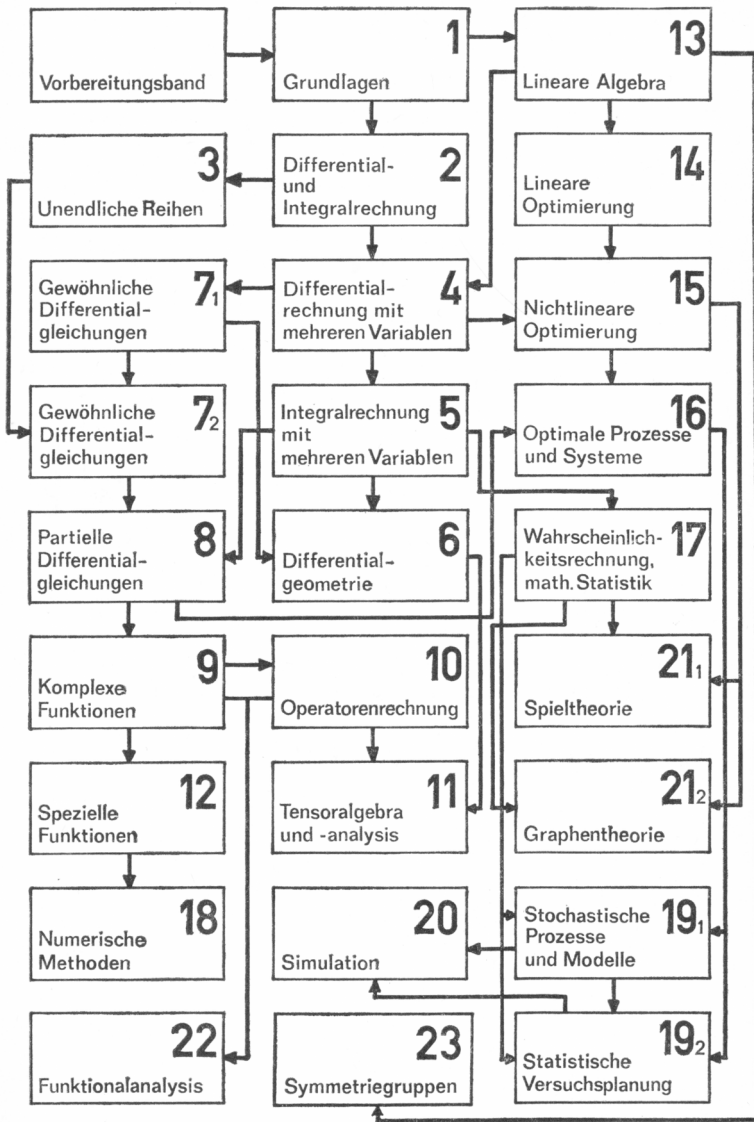 Vorbereitungsband
1
Grundlagen
13
Lineare Algebra
3
Unendliche Reihen
2
Differential-
und
Integralrechnung
14
Lineare
Optimierung
7₁
Gewöhnliche
Differential-
gleichungen
4
Differential-
rechnung mit
mehreren Variablen
15
Nichtlineare
Optimierung
7₂
Gewöhnliche
Differential-
gleichungen
5
Integralrechnung
mit
mehreren Variablen
16
Optimale Prozesse
und Systeme
8
Partielle
Differential-
gleichungen
6
Differential-
geometrie
17
Wahrscheinlich-
keitsrechnung,
math. Statistik
9
Komplexe
Funktionen
10
Operatorenrechnung
21₁
Spieltheorie
12
Spezielle
Funktionen
11
Tensoralgebra
und -analysis
21₂
Graphentheorie
18
Numerische
Methoden
20
Simulation
19₁
Stochastische
Prozesse
und Modelle
22
Funktionalanalysis
23
Symmetriegruppen
19₂
Statistische
Versuchsplanung